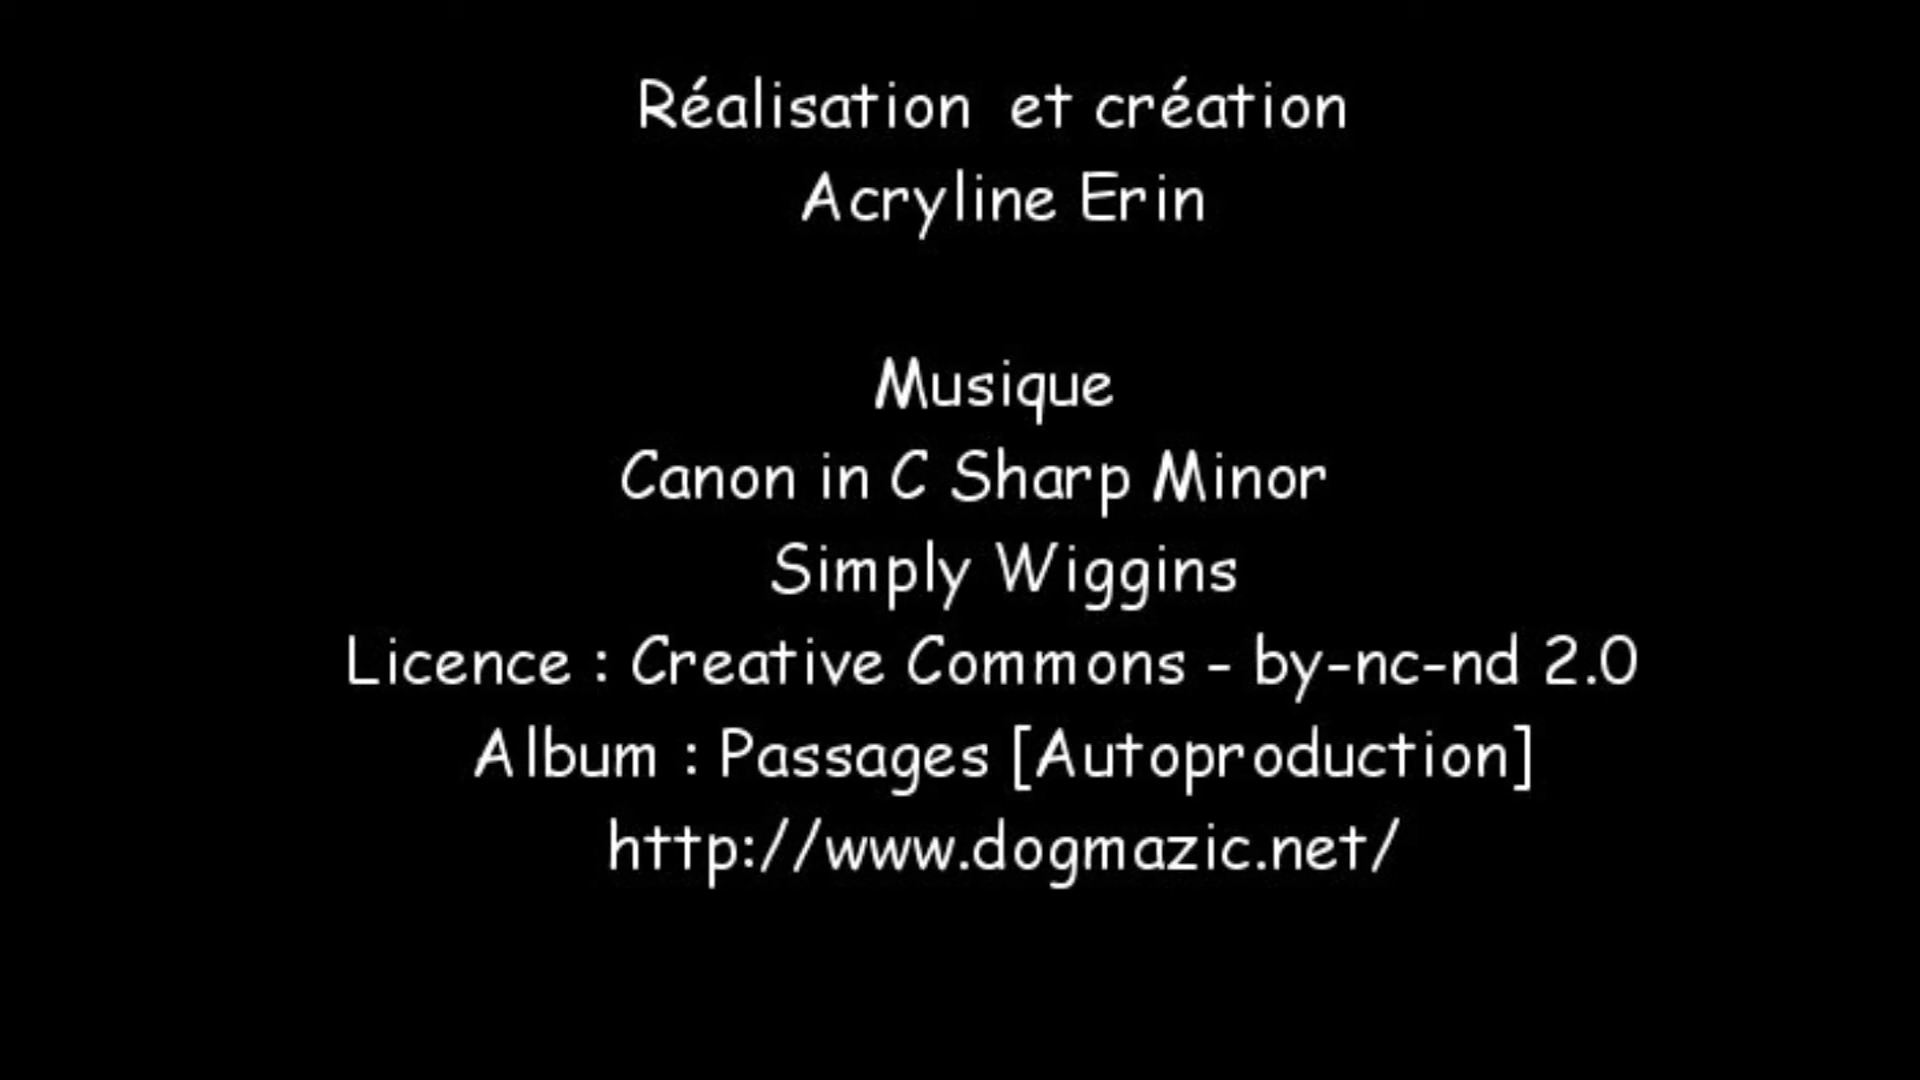 Réalisation et création
Acryline Erin
Musique
Canon in C Sharp Minor
Simply Wiggins
Licence : Creative Commons - by-nc-nd 2.0
Album : Passages [Autoproduction]
http://www.dogmazic.net/